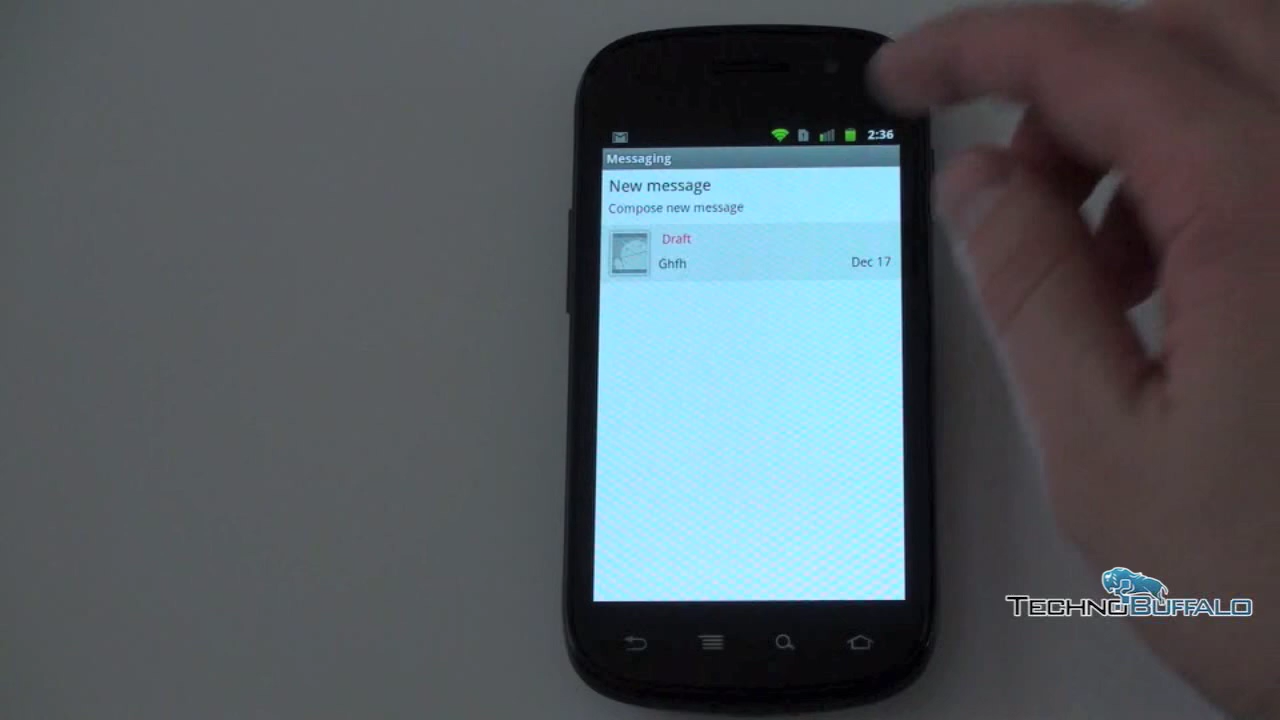 2:36
Messaging
New message
Compose new message
Draft
Ghfh
Dec 17
TECHNOBUFFALO